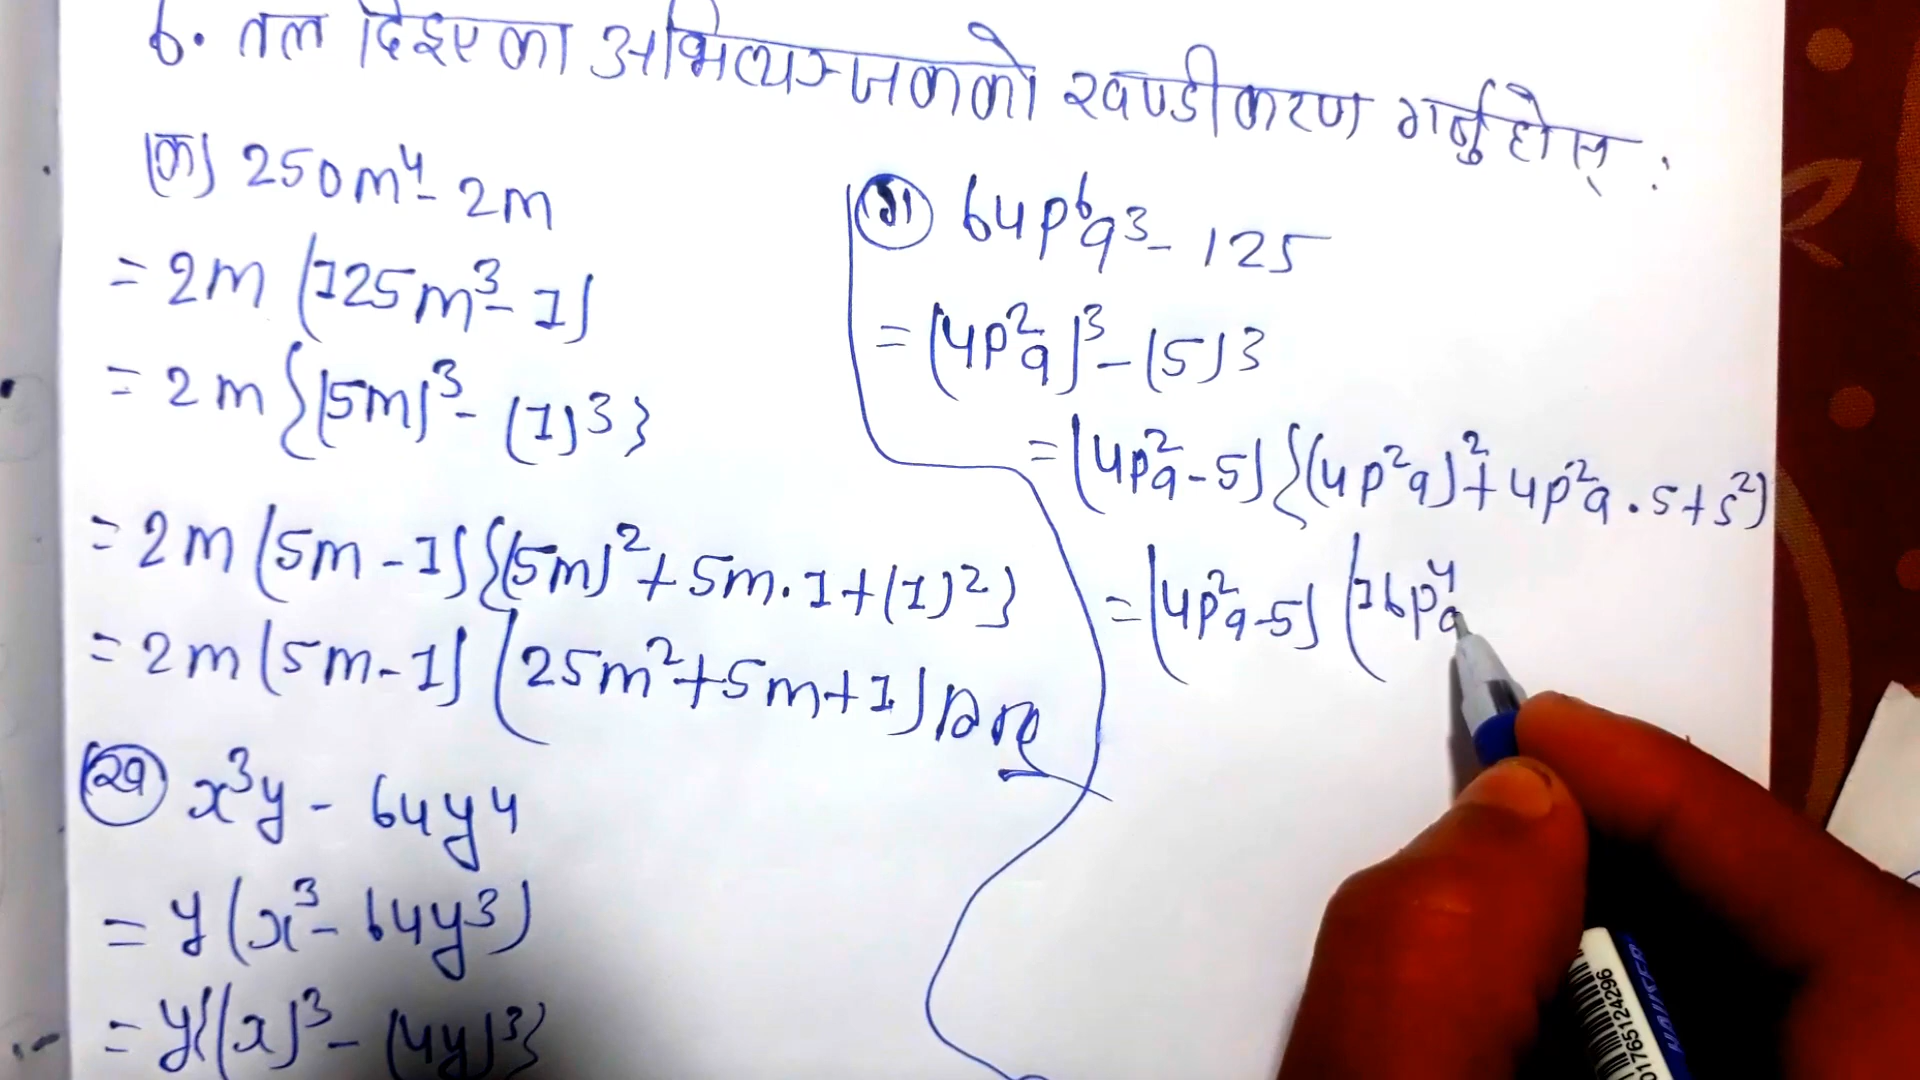 6. तल दिइएका अभिव्यञ्जकको खण्डीकरण गर्नुहोस् :
(क) 250m⁴ - 2m
= 2m (125m³ - 1)
= 2m {(5m)³ - (1)³}
= 2m (5m - 1) {(5m)² + 5m . 1 + (1)²}
= 2m (5m - 1) (25m² + 5m + 1)
(ख) x³y - 64y4
= y (x³ - 64y³)
= y{(x)³ - (4y)³}
(ग) 64p⁶q³ - 125
= (4p²q)³ - (5)³
= (4p²q - 5) {(4p²q)² + 4p²q . 5 + 5²)
= (4p²q - 5) (16p⁴q
01765124296